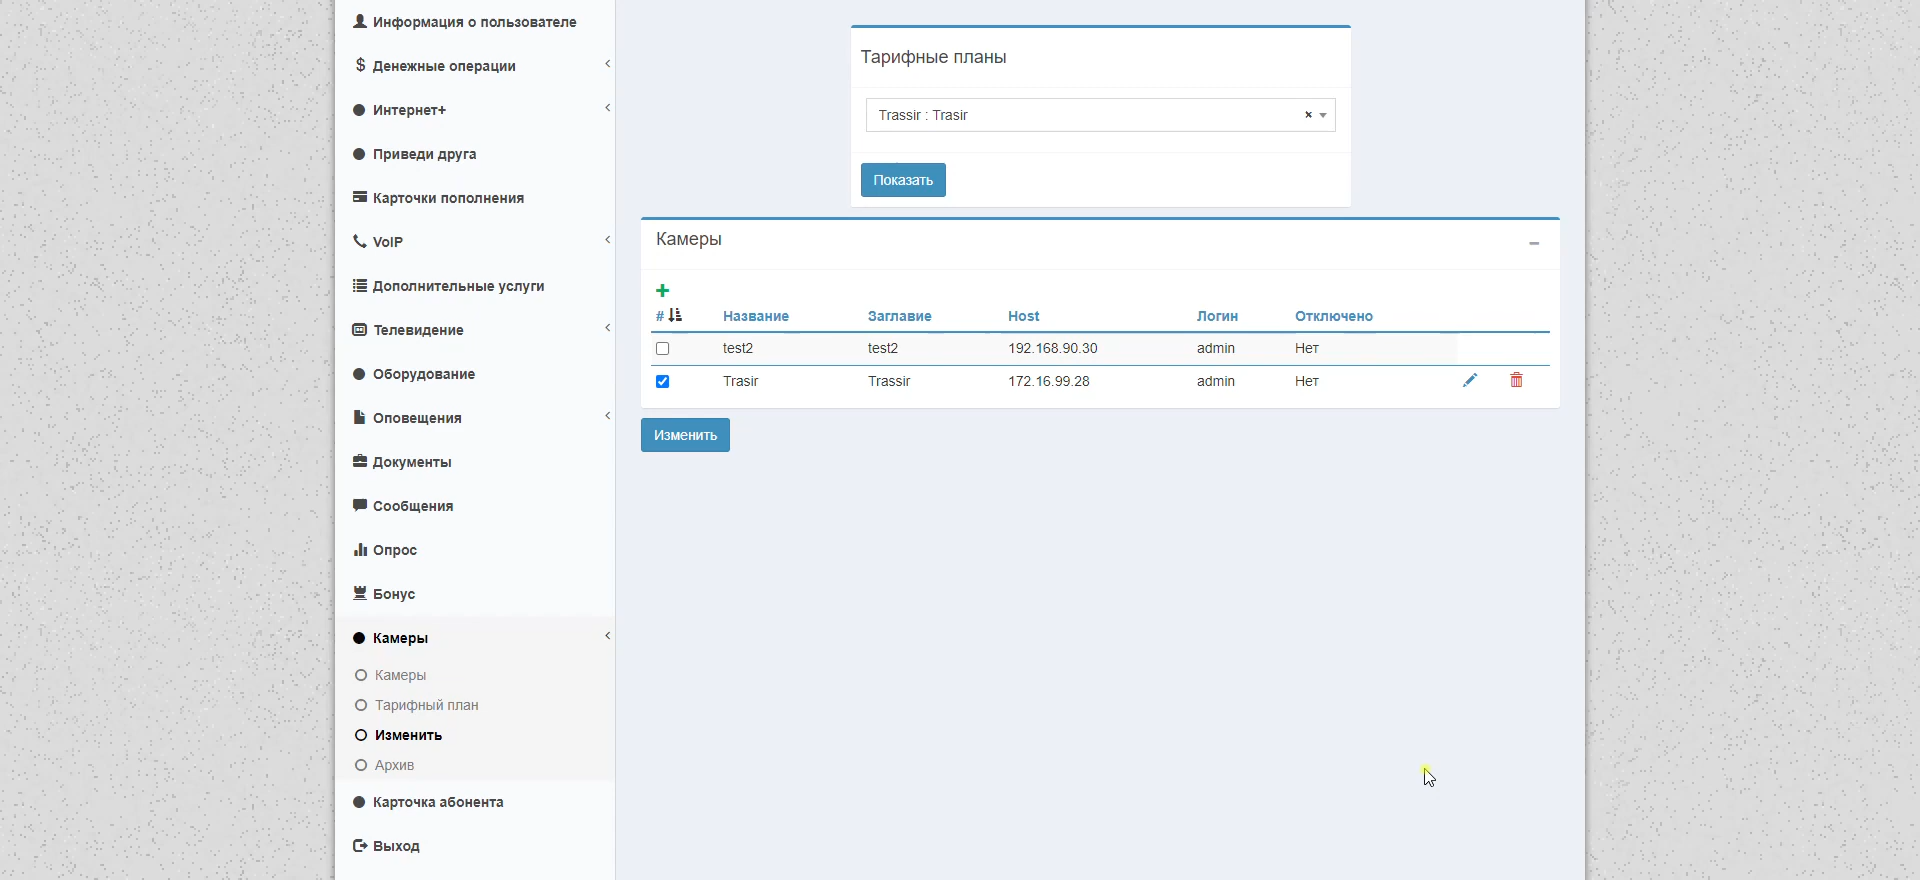 Информация о пользователе
Денежные операции
Интернет+
Приведи друга
Карточки пополнения
VoIP
Дополнительные услуги
Телевидение
Оборудование
Оповещения
Документы
Сообщения
Опрос
Бонус
Камеры
Камеры
Тарифный план
Изменить
Архив
Карточка абонента
Выход
Тарифные планы
Trassir : Trasir
Показать
Камеры
# Название Заглавие Host Логин Отключено
test2 test2 192.168.90.30 admin Нет
Trasir Trassir 172.16.99.28 admin Нет
Изменить